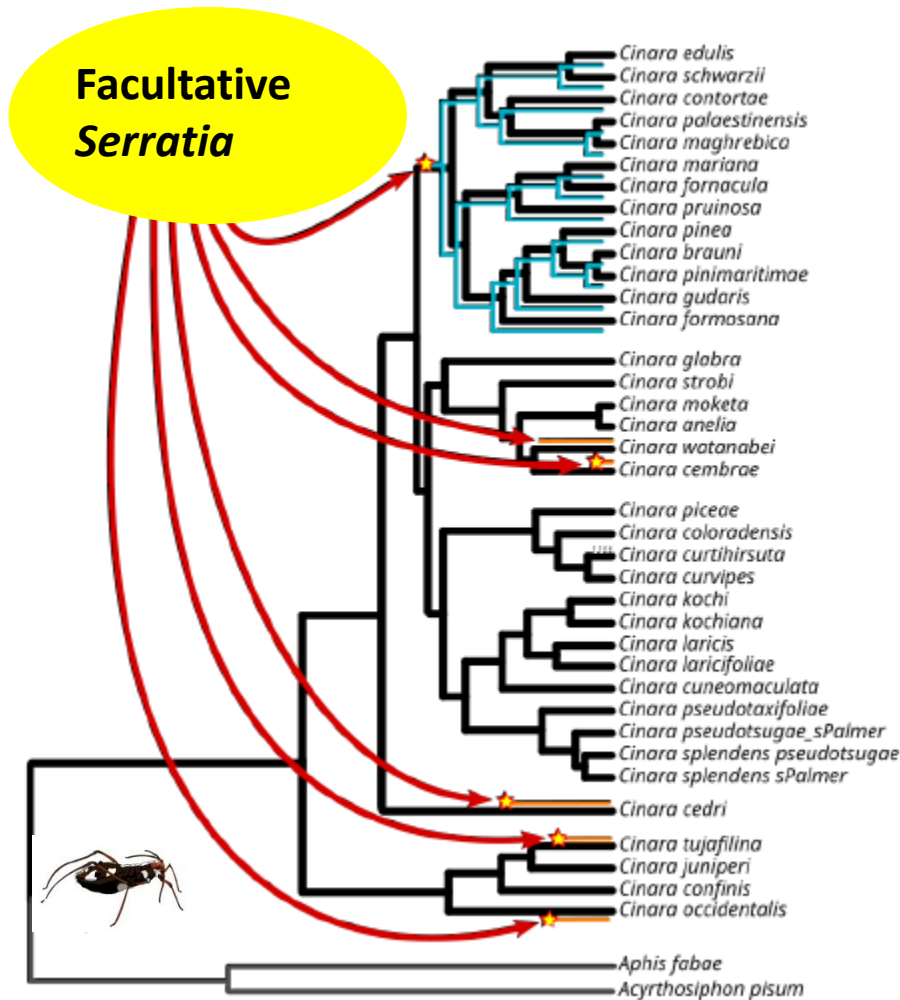 Facultative
Serratia
Cinara edulis
Cinara schwarzii
Cinara contortae
Cinara palaestinensis
Cinara maghrebica
Cinara mariana
Cinara fornacula
Cinara pruinosa
Cinara pinea
Cinara brauni
Cinara pinimaritimae
Cinara gudaris
Cinara formosana
Cinara glabra
Cinara strobi
Cinara moketa
Cinara anelia
Cinara watanabei
Cinara cembrae
Cinara piceae
Cinara coloradensis
Cinara curtihirsuta
Cinara curvipes
Cinara kochi
Cinara kochiana
Cinara laricis
Cinara laricifoliae
Cinara cuneomaculata
Cinara pseudotaxifoliae
Cinara pseudotsugae_sPalmer
Cinara splendens pseudotsugae
Cinara splendens sPalmer
Cinara cedri
Cinara tujafilina
Cinara juniperi
Cinara confinis
Cinara occidentalis
Aphis fabae
Acyrthosiphon pisum